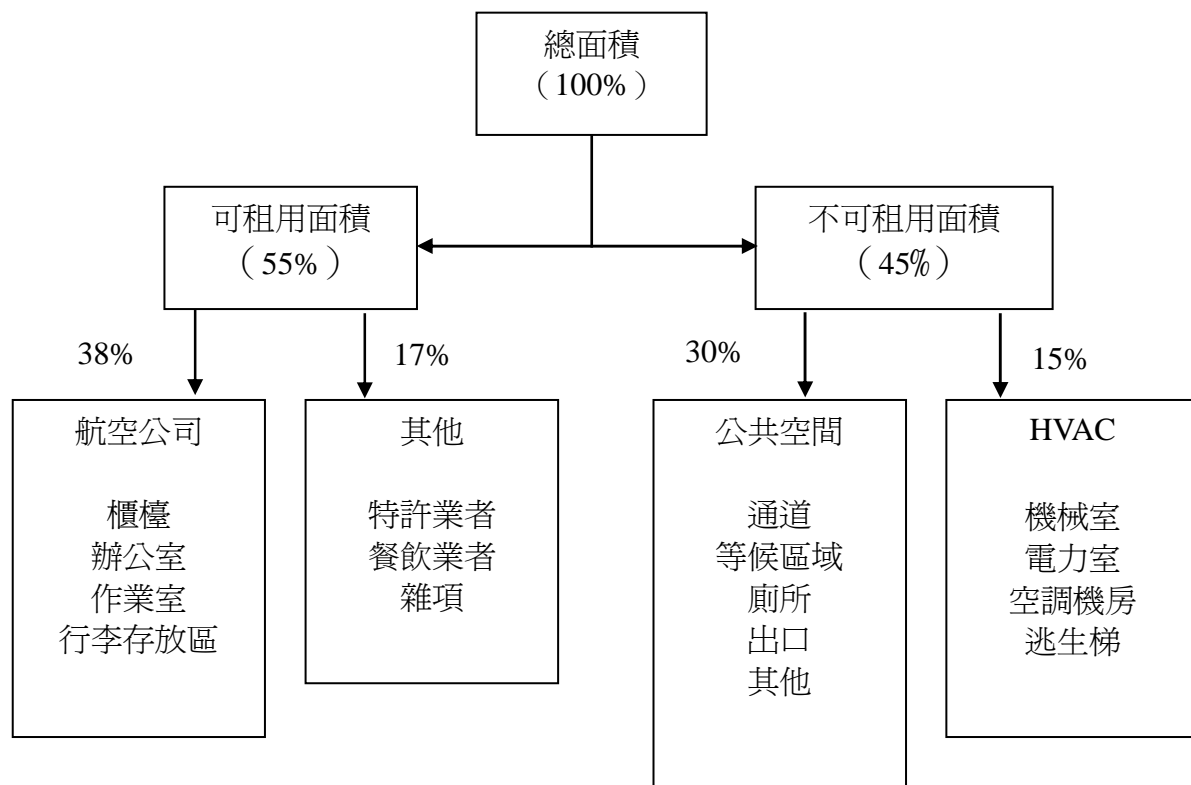 總面積
（100%）
可租用面積
（55%）
不可租用面積
（45%）
38%
17%
30%
15%
航空公司
櫃檯
辦公室
作業室
行李存放區
其他
特許業者
餐飲業者
雜項
公共空間
通道
等候區域
廁所
出口
其他
HVAC
機械室
電力室
空調機房
逃生梯